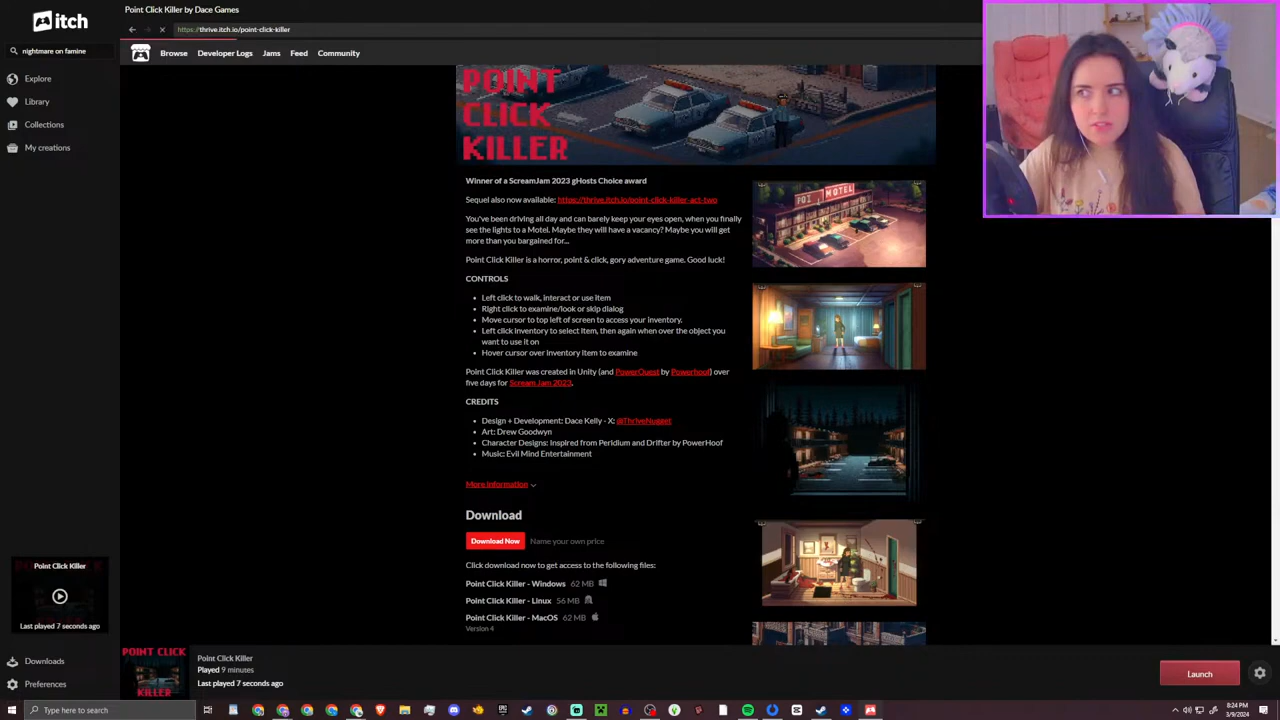 Point Click Killer by Dace Games
itch
https://thrive.itch.io/point-click-killer
nightmare on famine
Browse
Developer Logs
Jams
Feed
Community
Explore
Library
Collections
My creations
POINT
CLICK
KILLER
Winner of a ScreamJam 2023 gHosts Choice award
Sequel also now available: https://thrive.itch.io/point-click-killer-act-two
You've been driving all day and can barely keep your eyes open, when you finally
see the lights to a Motel. Maybe they will have a vacancy? Maybe you will get
more than you bargained for...
Point Click Killer is a horror, point & click, gory adventure game. Good luck!
CONTROLS
Left click to walk, interact or use item
Right click to examine/look or skip dialog
Move cursor to top left of screen to access your inventory.
Left click inventory to select item, then again when over the object you
want to use it on
Hover cursor over inventory item to examine
Point Click Killer was created in Unity (and PowerQuest by Powerhoof) over
five days for Scream Jam 2023.
CREDITS
Design + Development: Dace Kelly - X: @iThriveNugget
Art: Drew Goodwyn
Character Designs: Inspired from Peridium and Drifter by PowerHoof
Music: Evil Mind Entertainment
More information
Download
Download Now
Name your own price
Click download now to get access to the following files:
Point Click Killer - Windows 62 MB
Point Click Killer - Linux 56 MB
Point Click Killer - MacOS 62 MB
Version 4
MOTEL
Point Click Killer
Last played 7 seconds ago
Downloads
Preferences
POINT CLICK
KILLER
Point Click Killer
Played 9 minutes
Last played 7 seconds ago
Launch
Type here to search
8:24 PM
3/9/2024